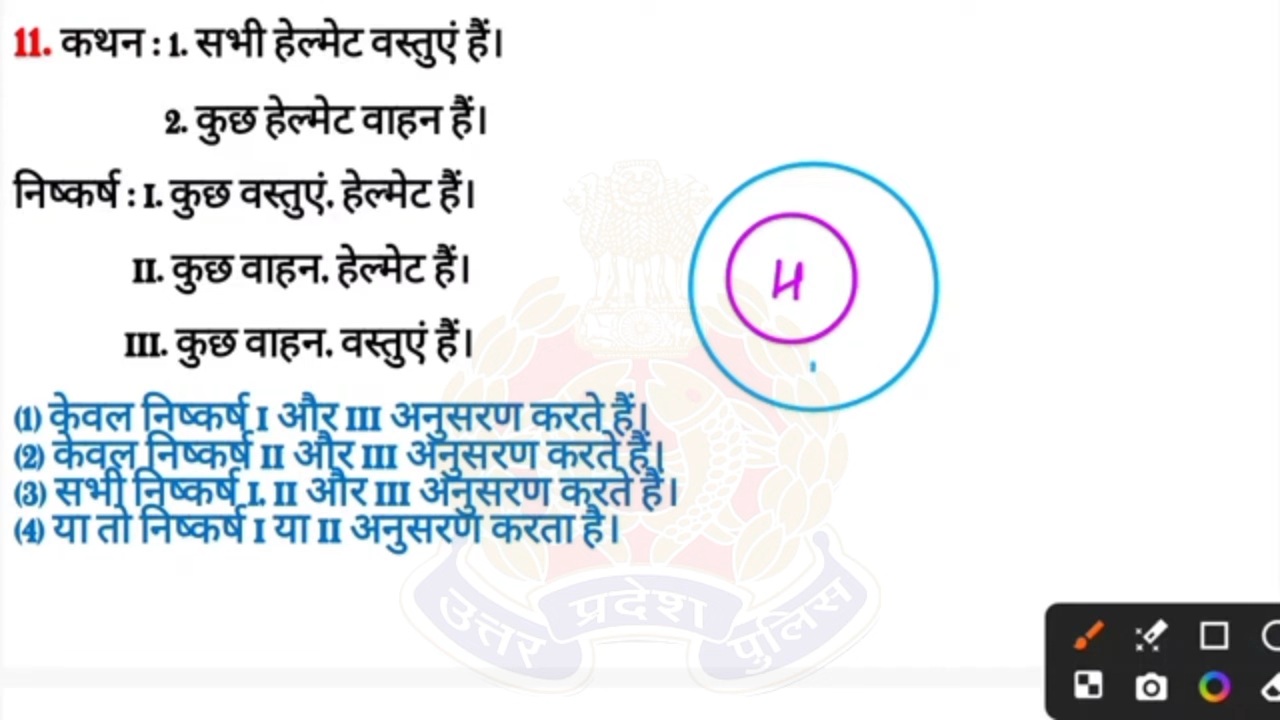 11. कथन : 1. सभी हेल्मेट वस्तुएं हैं।
2. कुछ हेल्मेट वाहन हैं।
निष्कर्ष : I. कुछ वस्तुएं. हेल्मेट हैं।
II. कुछ वाहन. हेल्मेट हैं।
III. कुछ वाहन. वस्तुएं हैं।
H
(1) केवल निष्कर्ष I और III अनुसरण करते हैं।
(2) केवल निष्कर्ष II और III अनुसरण करते हैं।
(3) सभी निष्कर्ष I. II और III अनुसरण करते हैं।
(4) या तो निष्कर्ष I या II अनुसरण करता है।
उत्तर प्रदेश पुलिस